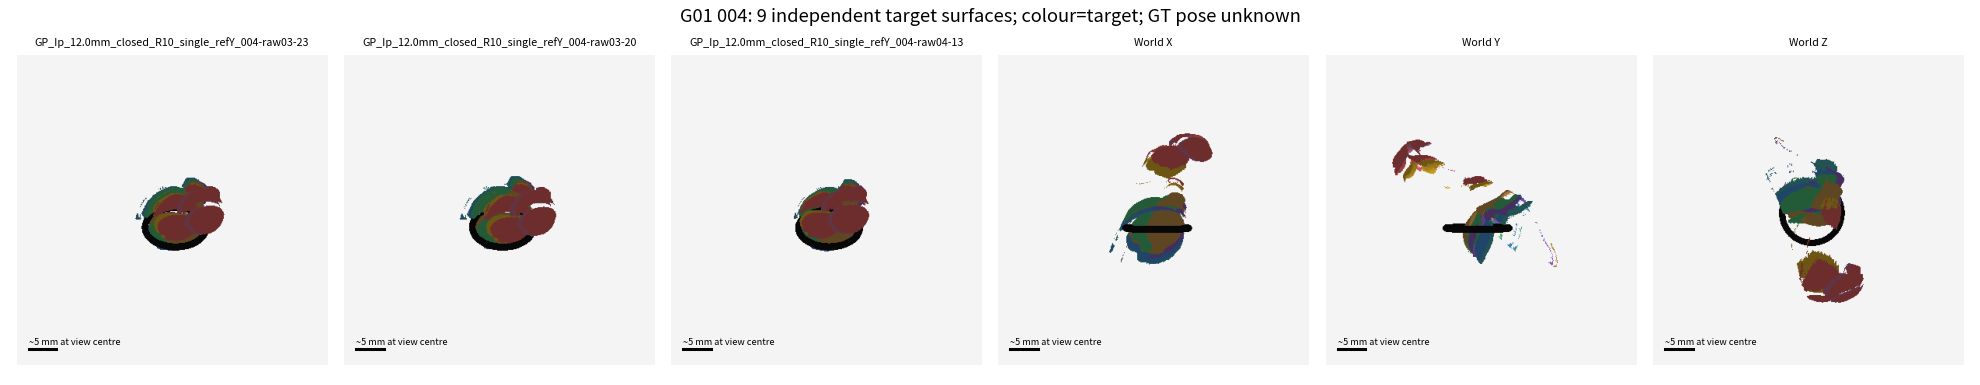 G01 004: 9 independent target surfaces; colour=target; GT pose unknown
GP_Ip_12.0mm_closed_R10_single_refY_004-raw03-23
GP_Ip_12.0mm_closed_R10_single_refY_004-raw03-20
GP_Ip_12.0mm_closed_R10_single_refY_004-raw04-13
World X
World Y
World Z
~5 mm at view centre
~5 mm at view centre
~5 mm at view centre
~5 mm at view centre
~5 mm at view centre
~5 mm at view centre